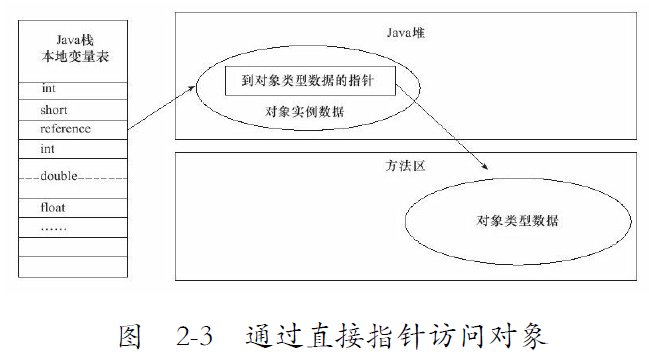 Java栈
本地变量表
int
short
reference
int
double
float
……
Java堆
到对象类型数据的指针
对象实例数据
方法区
对象类型数据
图 2-3 通过直接指针访问对象